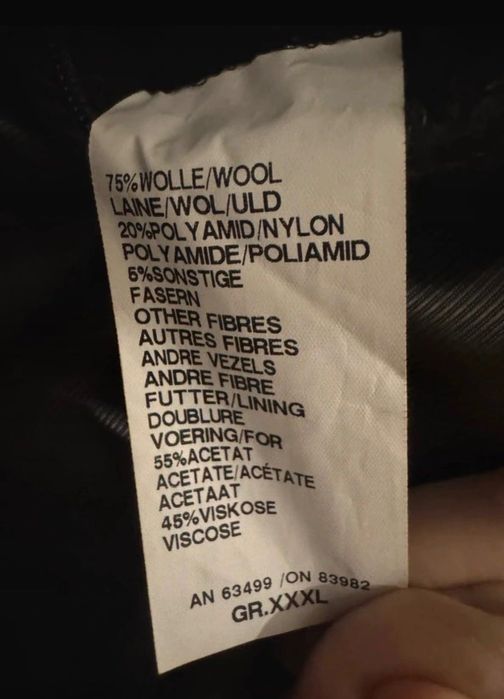 75%WOLLE/WOOL
LAINE/WOL/ULD
20%POLYAMID/NYLON
POLYAMIDE/POLIAMID
5%SONSTIGE
FASERN
OTHER FIBRES
AUTRES FIBRES
ANDRE VEZELS
ANDRE FIBRE
FUTTER/LINING
DOUBLURE
VOERING/FOR
55%ACETAT
ACETATE/ACÉTATE
ACETAAT
45%VISKOSE
VISCOSE
AN 63499 /ON 83982
GR.XXXL